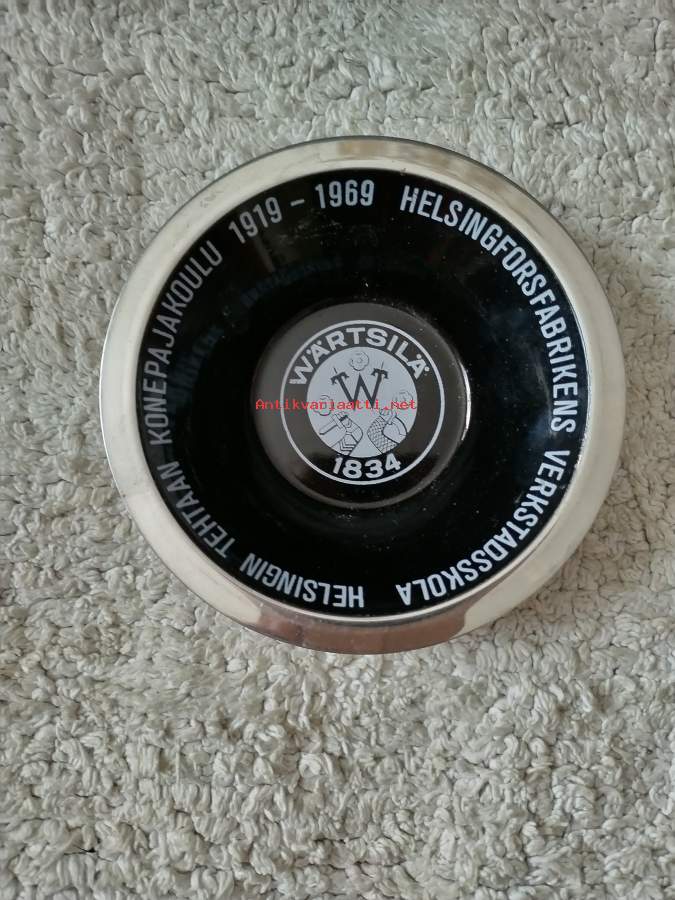 HELSINGIN TEHTAAN KONEPAJAKOULU 1919 - 1969
HELSINGFORSFABRIKENS VERKSTADSSKOLA
WÄRTSILÄ
W
Antikvariaatti.net
1834